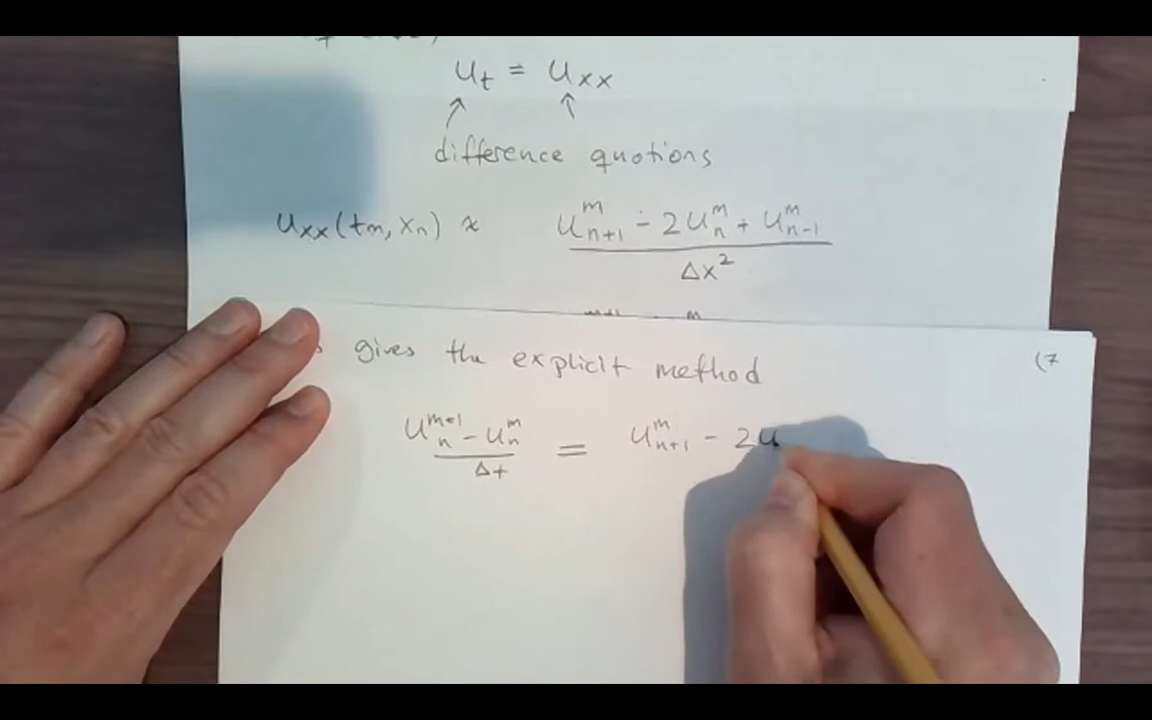 u_t = u_xx
↑ ↑
difference quotions
u_xx(t_m, x_n) ≈ (u^m_{n+1} - 2u^m_n + u^m_{n-1}) / Δx²
gives the explicit method (7
(u^{m+1}_n - u^m_n) / Δt = u^m_{n+1} - 2u